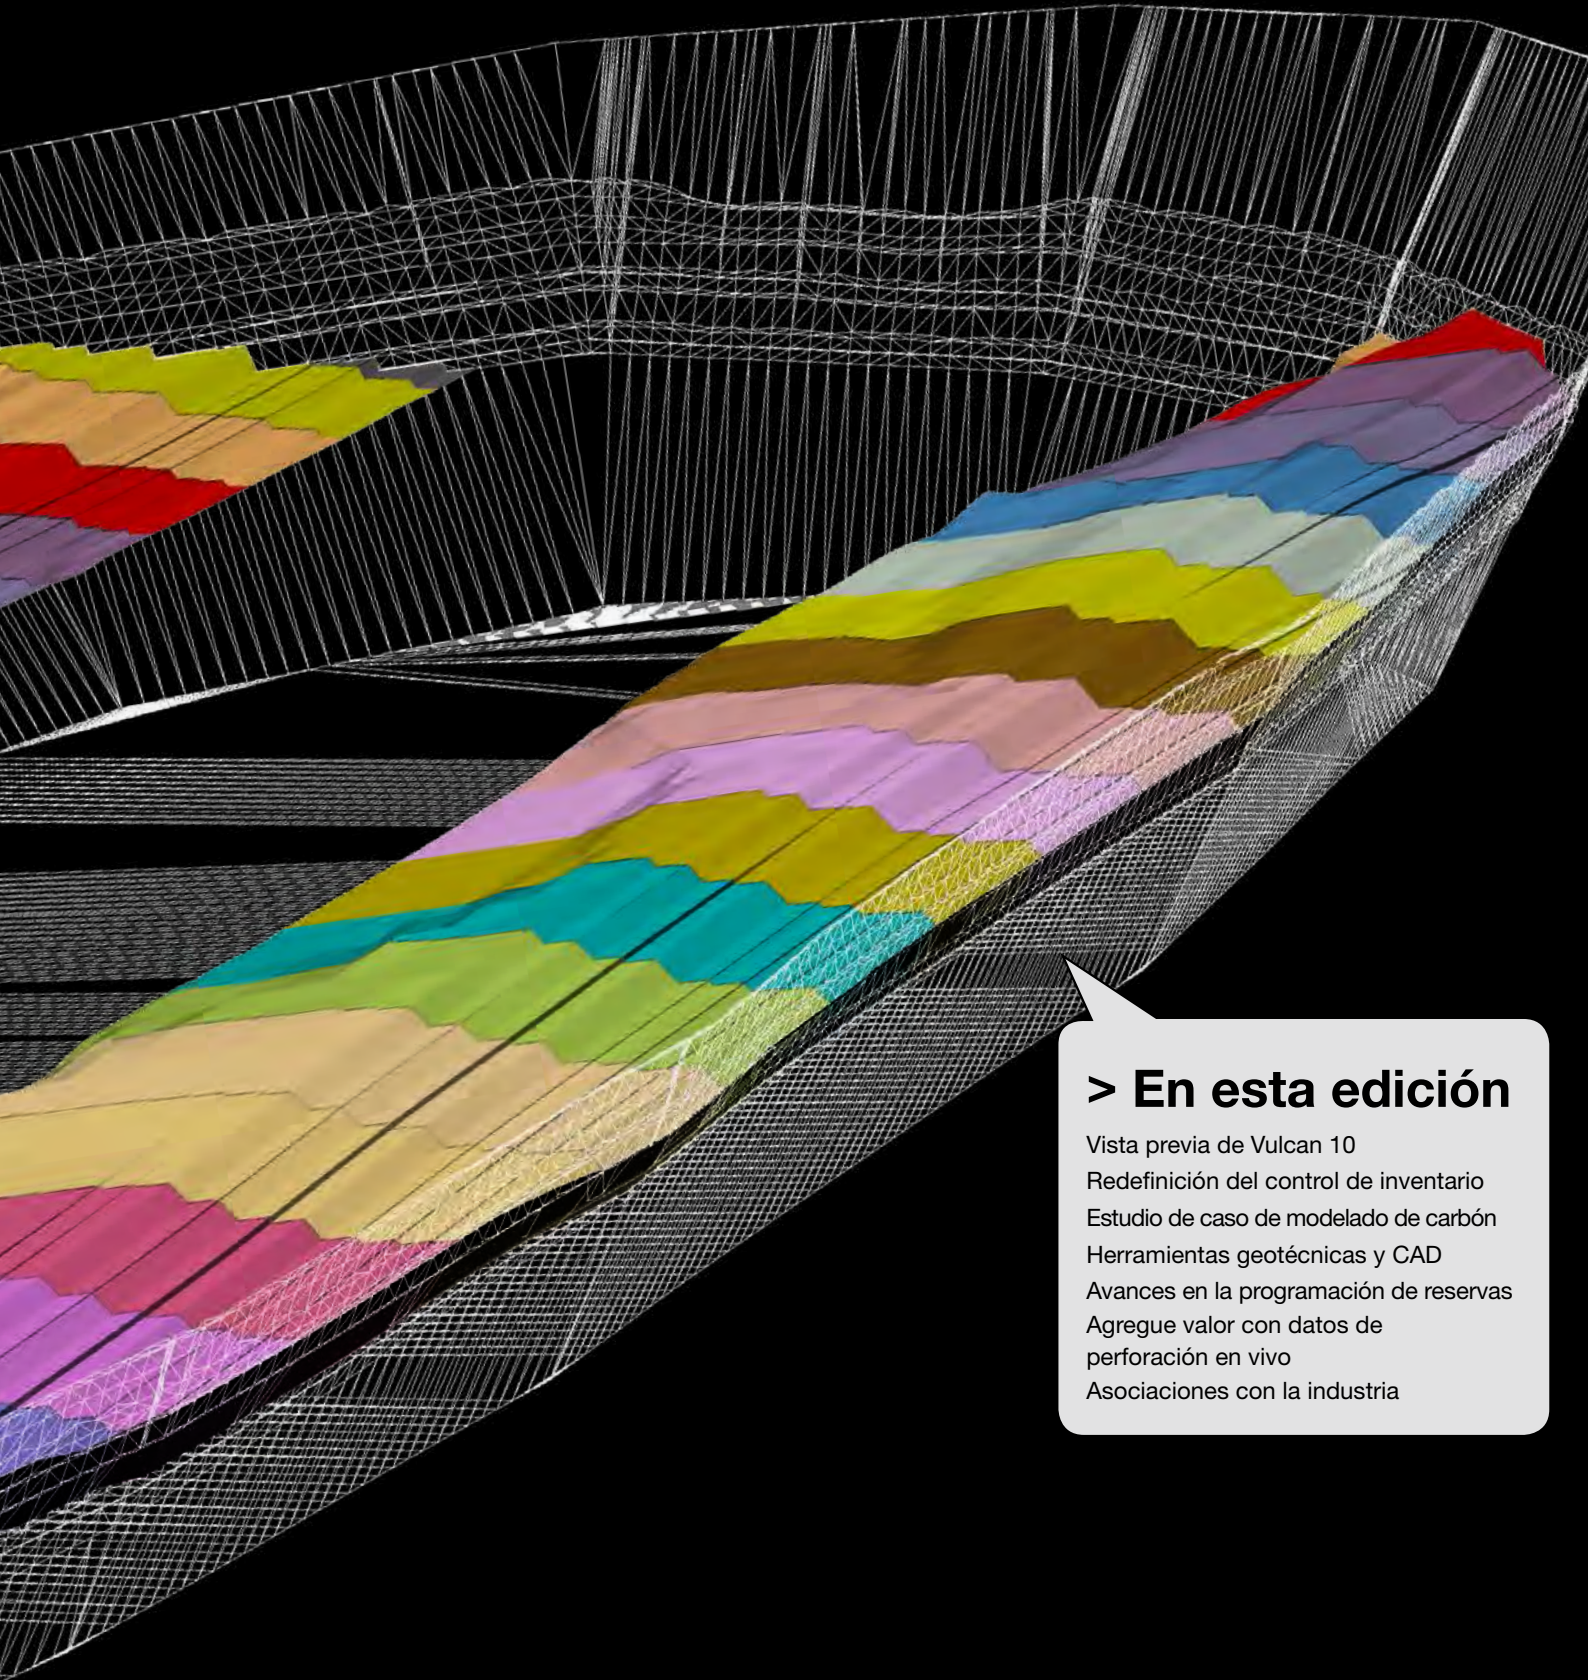 > En esta edición
Vista previa de Vulcan 10
Redefinición del control de inventario
Estudio de caso de modelado de carbón
Herramientas geotécnicas y CAD
Avances en la programación de reservas
Agregue valor con datos de
perforación en vivo
Asociaciones con la industria